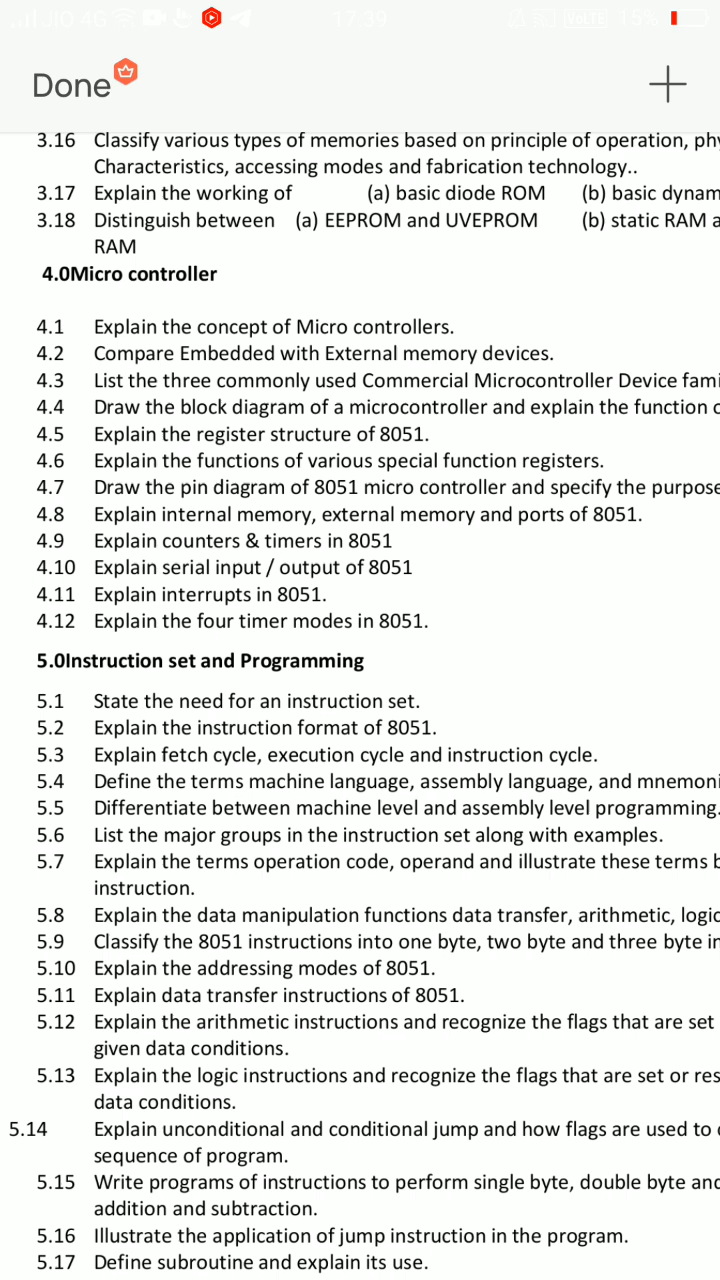 JIO 4G 17:39 VoLTE 15%
Done
3.16 Classify various types of memories based on principle of operation, phy
Characteristics, accessing modes and fabrication technology..
3.17 Explain the working of (a) basic diode ROM (b) basic dynam
3.18 Distinguish between (a) EEPROM and UVEPROM (b) static RAM a
RAM
4.0Micro controller
4.1 Explain the concept of Micro controllers.
4.2 Compare Embedded with External memory devices.
4.3 List the three commonly used Commercial Microcontroller Device fami
4.4 Draw the block diagram of a microcontroller and explain the function o
4.5 Explain the register structure of 8051.
4.6 Explain the functions of various special function registers.
4.7 Draw the pin diagram of 8051 micro controller and specify the purpose
4.8 Explain internal memory, external memory and ports of 8051.
4.9 Explain counters & timers in 8051
4.10 Explain serial input / output of 8051
4.11 Explain interrupts in 8051.
4.12 Explain the four timer modes in 8051.
5.0Instruction set and Programming
5.1 State the need for an instruction set.
5.2 Explain the instruction format of 8051.
5.3 Explain fetch cycle, execution cycle and instruction cycle.
5.4 Define the terms machine language, assembly language, and mnemoni
5.5 Differentiate between machine level and assembly level programming.
5.6 List the major groups in the instruction set along with examples.
5.7 Explain the terms operation code, operand and illustrate these terms b
instruction.
5.8 Explain the data manipulation functions data transfer, arithmetic, logic
5.9 Classify the 8051 instructions into one byte, two byte and three byte in
5.10 Explain the addressing modes of 8051.
5.11 Explain data transfer instructions of 8051.
5.12 Explain the arithmetic instructions and recognize the flags that are set
given data conditions.
5.13 Explain the logic instructions and recognize the flags that are set or res
data conditions.
5.14 Explain unconditional and conditional jump and how flags are used to c
sequence of program.
5.15 Write programs of instructions to perform single byte, double byte and
addition and subtraction.
5.16 Illustrate the application of jump instruction in the program.
5.17 Define subroutine and explain its use.